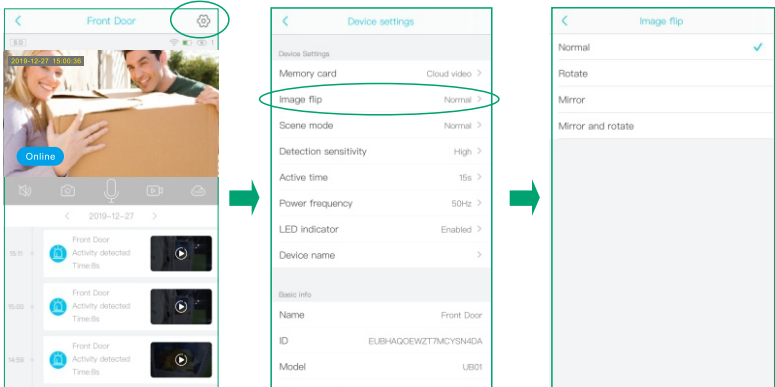 Front Door
SD
1
2019-12-27 15:00:36
Online
< 2019-12-27 >
15:11
Front Door
Activity detected
Time:8s
15:00
Front Door
Activity detected
Time:8s
14:59
Front Door
Activity detected
Time:8s
Device settings
Device Settings
Memory card Cloud video >
Image flip Normal >
Scene mode Normal >
Detection sensitivity High >
Active time 15s >
Power frequency 50Hz >
LED indicator Enabled >
Device name >
Basic info
Name Front Door
ID EUBHAQOEWZT7MCYSN4DA
Model UB01
Image flip
Normal
Rotate
Mirror
Mirror and rotate